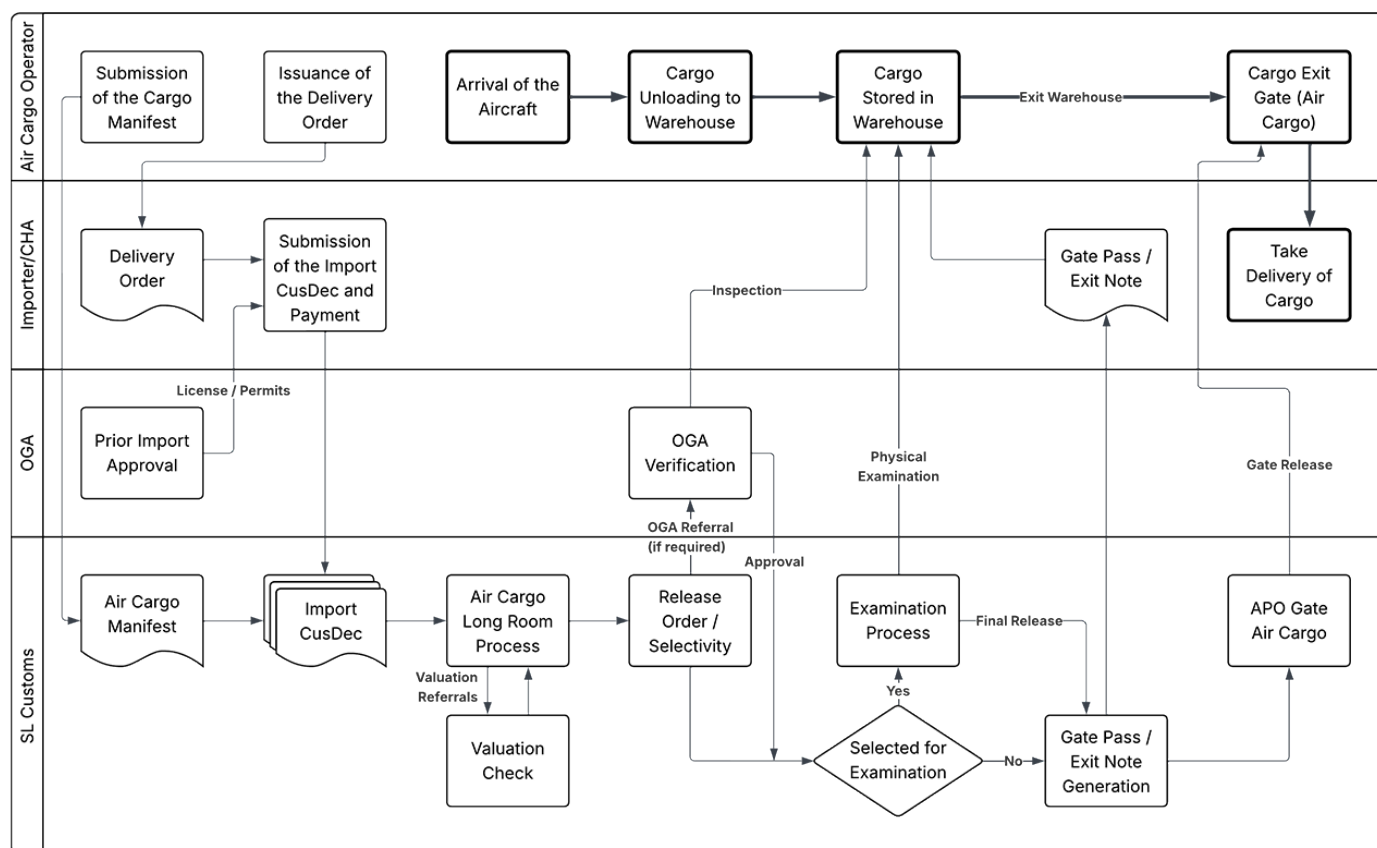 Air Cargo Operator
Submission
of the Cargo
Manifest
Issuance of
the Delivery
Order
Arrival of the
Aircraft
Cargo
Unloading to
Warehouse
Cargo
Stored in
Warehouse
Exit Warehouse
Cargo Exit
Gate (Air
Cargo)
Importer/CHA
Delivery
Order
Submission
of the Import
CusDec and
Payment
Inspection
Gate Pass /
Exit Note
Take
Delivery of
Cargo
OGA
License / Permits
Prior Import
Approval
OGA
Verification
Physical
Examination
Gate Release
OGA Referral
(if required)
Approval
SL Customs
Air Cargo
Manifest
Import
CusDec
Air Cargo
Long Room
Process
Valuation
Referrals
Valuation
Check
Release
Order /
Selectivity
Examination
Process
Final Release
Yes
Selected for
Examination
No
Gate Pass /
Exit Note
Generation
APO Gate
Air Cargo